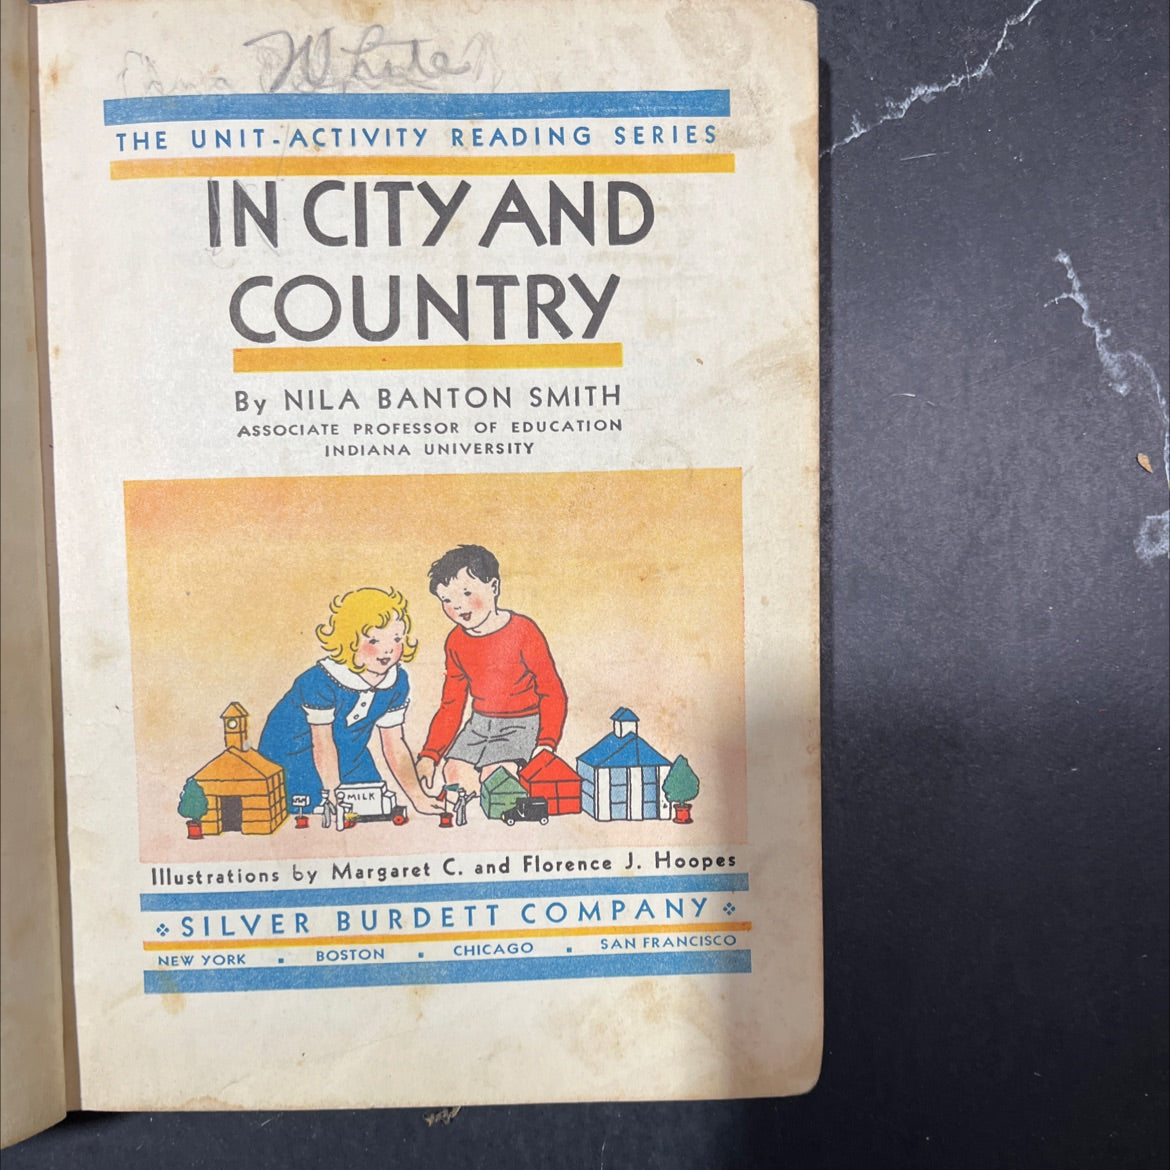 White
THE UNIT-ACTIVITY READING SERIES
IN CITY AND
COUNTRY
By NILA BANTON SMITH
ASSOCIATE PROFESSOR OF EDUCATION
INDIANA UNIVERSITY
MILK
Illustrations by Margaret C. and Florence J. Hoopes
SILVER BURDETT COMPANY
NEW YORK ▪ BOSTON ▪ CHICAGO ▪ SAN FRANCISCO